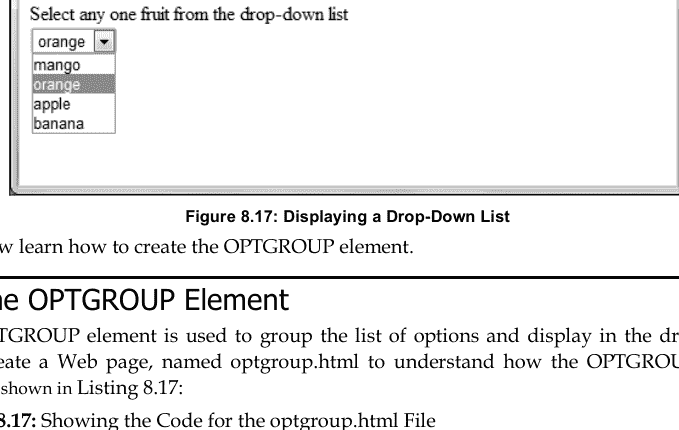 Select any one fruit from the drop-down list
orange
mango
orange
apple
banana
Figure 8.17: Displaying a Drop-Down List
learn how to create the OPTGROUP element.
OPTGROUP Element
element is used to group the list of options and display in the
a Web page, named optgroup.html to understand how the
shown in Listing 8.17:
8.17: Showing the Code for the optgroup.html File